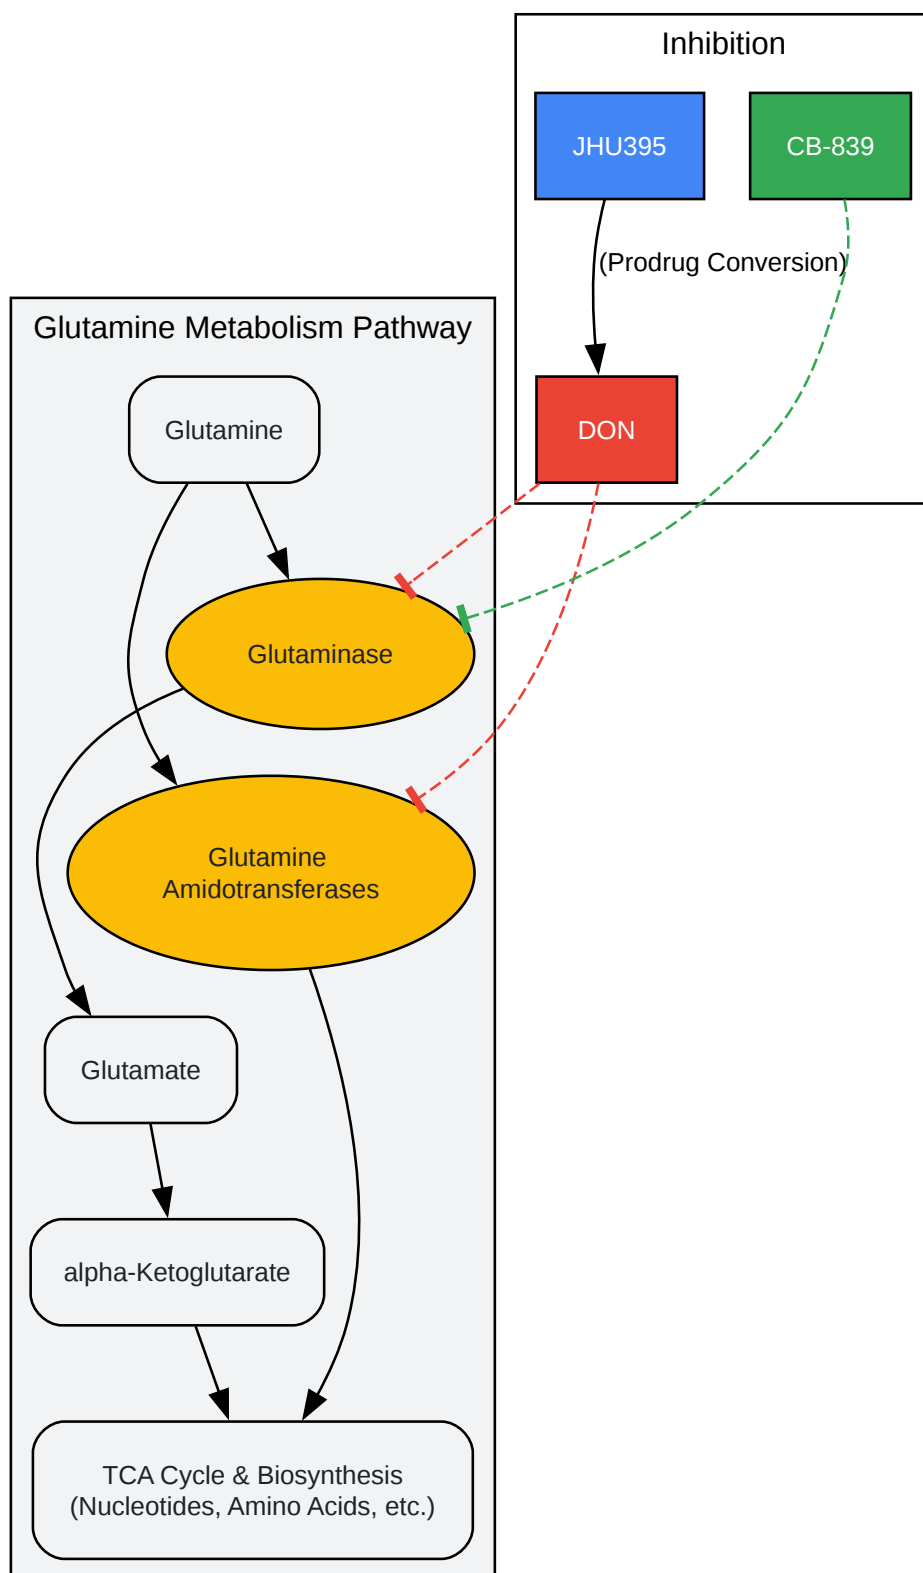 Inhibition
JHU395
CB-839
(Prodrug Conversion)
DON
Glutamine Metabolism Pathway
Glutamine
Glutaminase
Glutamine
Amidotransferases
Glutamate
alpha-Ketoglutarate
TCA Cycle & Biosynthesis
(Nucleotides, Amino Acids, etc.)